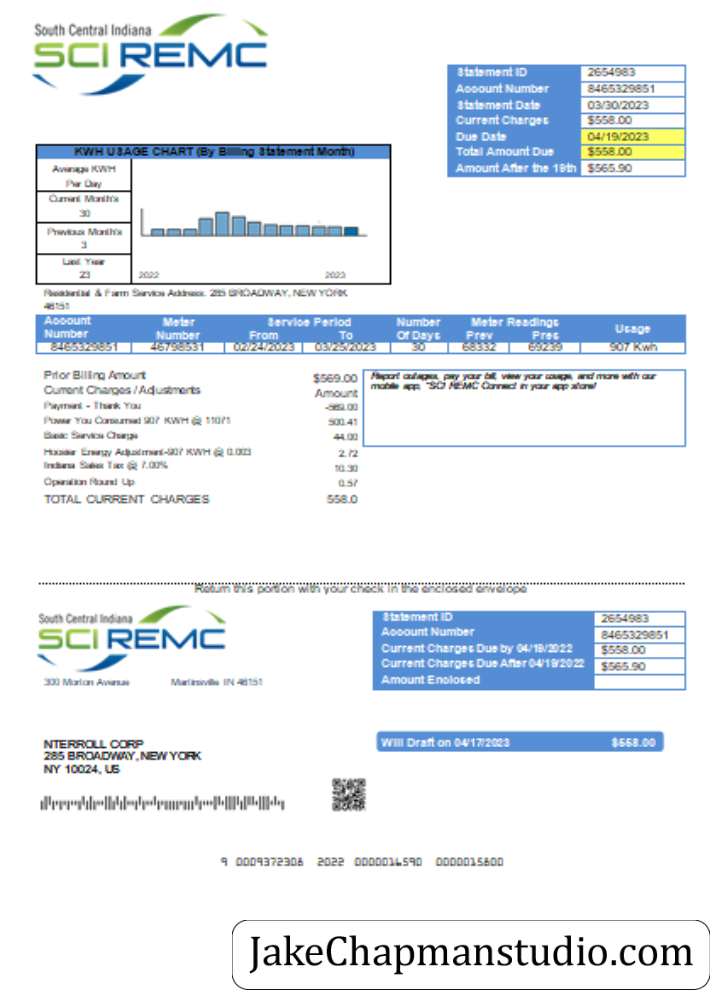 South Central Indiana
SCI REMC
Statement ID 2654983
Account Number 8465329851
Statement Date 03/30/2023
Current Charges $558.00
Due Date 04/19/2023
Total Amount Due $558.00
Amount After the 19th $565.90
KWH USAGE CHART (By Billing Statement Month)
Average KWH
Per Day
Current Month's
30
Previous Month's
3
Last Year
23
2022 2023
Residential & Farm Service Address. 285 BROADWAY, NEW YORK
46151
Account Number Meter Number Service Period From To Number Of Days Meter Readings Prev Pres Usage
8465329851 46798531 02/24/2023 03/25/2023 30 68332 69239 907 Kwh
Prior Billing Amount $569.00
Current Charges / Adjustments Amount
Payment - Thank You -569.00
Power You Consumed 907 KWH @ 11071 500.41
Basic Service Charge 44.00
Hoosier Energy Adjustment-907 KWH @ 0.003 2.72
Indiana Sales Tax @ 7.00% 10.30
Operation Round Up 0.57
TOTAL CURRENT CHARGES 558.0
Report outages, pay your bill, view your usage, and more with our
mobile app, "SCI REMC Connect in your app store!
Return this portion with your check in the enclosed envelope
South Central Indiana
SCI REMC
300 Morton Avenue Martinsville IN 46151
Statement ID 2654983
Account Number 8465329851
Current Charges Due by 04/19/2022 $558.00
Current Charges Due After 04/19/2022 $565.90
Amount Enclosed
NTERROLL CORP
285 BROADWAY, NEW YORK
NY 10024, US
Will Draft on 04/17/2023 $558.00
9 0009372308 2022 0000016590 0000015800
JakeChapmanstudio.com